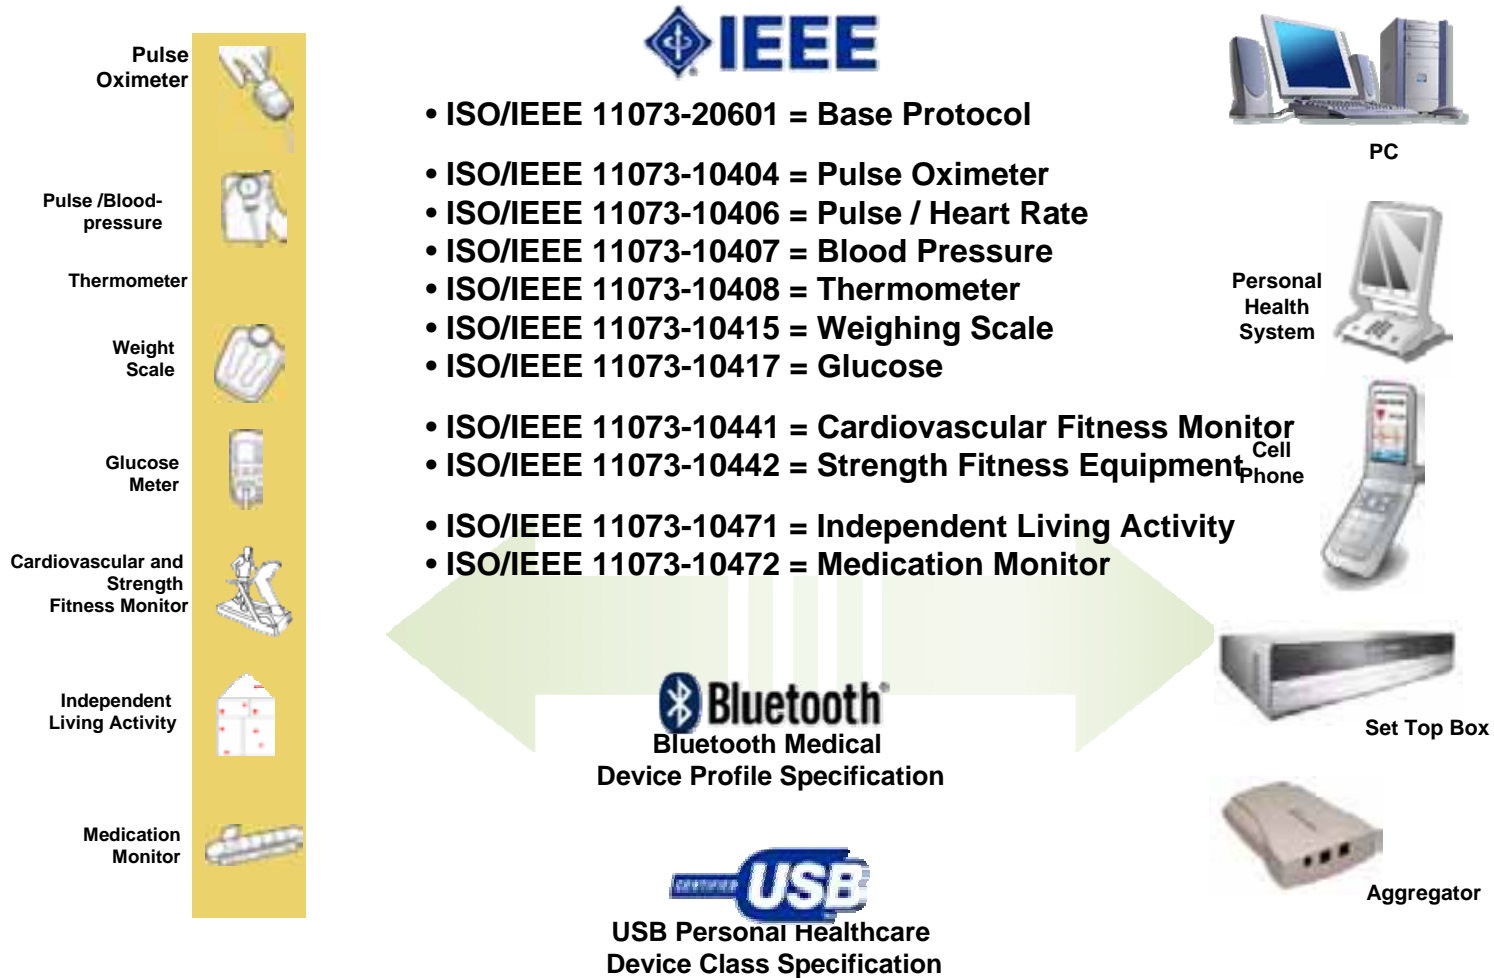 IEEE
Pulse
Oximeter
Pulse /Blood-
pressure
Thermometer
Weight
Scale
Glucose
Meter
Cardiovascular and
Strength
Fitness Monitor
Independent
Living Activity
Medication
Monitor
• ISO/IEEE 11073-20601 = Base Protocol
• ISO/IEEE 11073-10404 = Pulse Oximeter
• ISO/IEEE 11073-10406 = Pulse / Heart Rate
• ISO/IEEE 11073-10407 = Blood Pressure
• ISO/IEEE 11073-10408 = Thermometer
• ISO/IEEE 11073-10415 = Weighing Scale
• ISO/IEEE 11073-10417 = Glucose
• ISO/IEEE 11073-10441 = Cardiovascular Fitness Monitor
• ISO/IEEE 11073-10442 = Strength Fitness Equipment
• ISO/IEEE 11073-10471 = Independent Living Activity
• ISO/IEEE 11073-10472 = Medication Monitor
Bluetooth®
Bluetooth Medical
Device Profile Specification
CERTIFIED USB
USB Personal Healthcare
Device Class Specification
PC
Personal
Health
System
Cell
Phone
Set Top Box
Aggregator